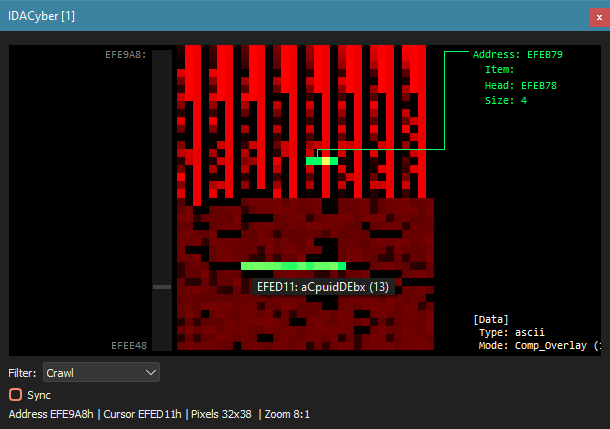 IDACyber [1]
x
EFE9A8:
Address: EFEB79
Item:
Head: EFEB78
Size: 4
EFED11: aCpuidDEbx (13)
[Data]
Type: ascii
Mode: Comp_Overlay (
EFEE48
Filter: Crawl
Sync
Address EFE9A8h | Cursor EFED11h | Pixels 32x38 | Zoom 8:1